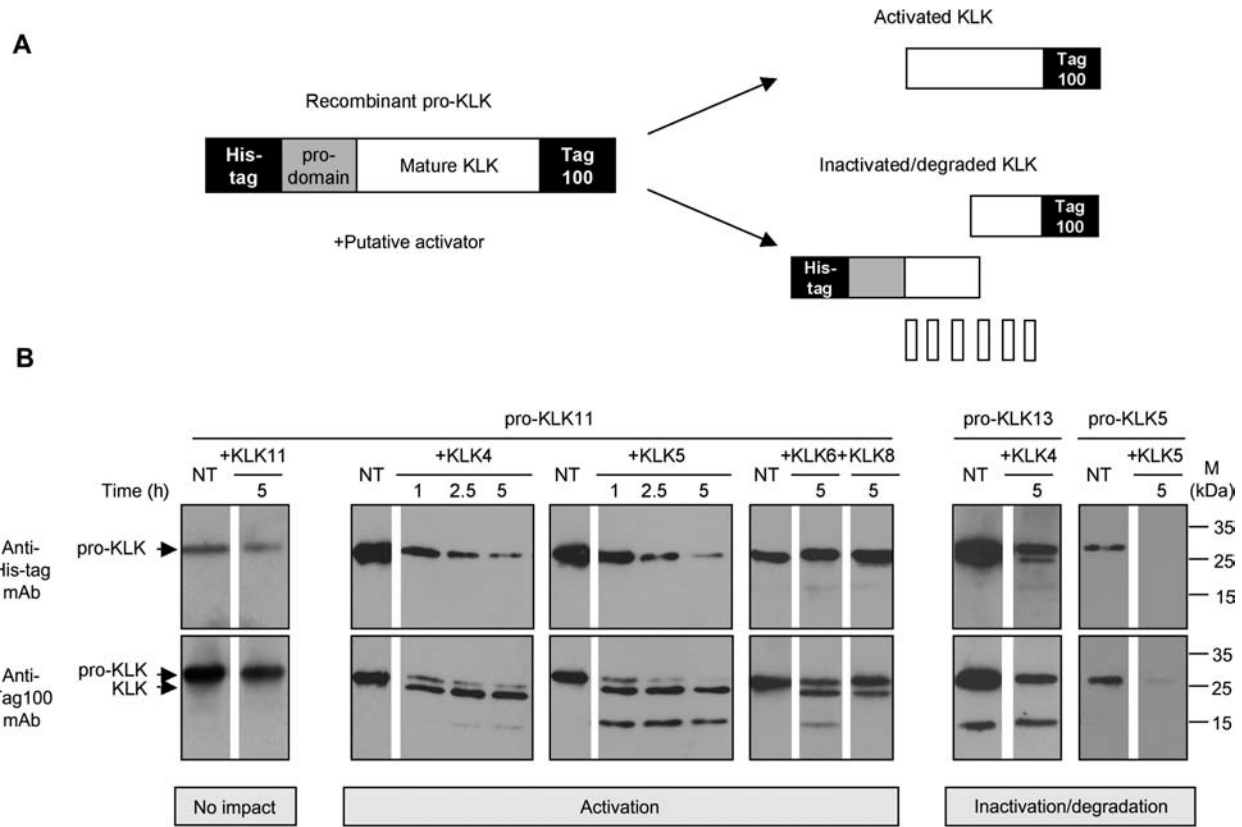 A
Recombinant pro-KLK
His-
tag
pro-
domain
Mature KLK
Tag
100
+Putative activator
Activated KLK
Tag
100
Inactivated/degraded KLK
Tag
100
His-
tag
B
pro-KLK11
pro-KLK13
pro-KLK5
NT
+KLK11
NT
+KLK4
NT
+KLK5
NT
+KLK6
+KLK8
NT
+KLK4
NT
+KLK5
M
(kDa)
Time (h)
5
1 2.5 5
1 2.5 5
5
5
5
5
Anti-
His-tag
mAb
pro-KLK
35
25
15
Anti-
Tag100
mAb
pro-KLK
KLK
35
25
15
No impact
Activation
Inactivation/degradation